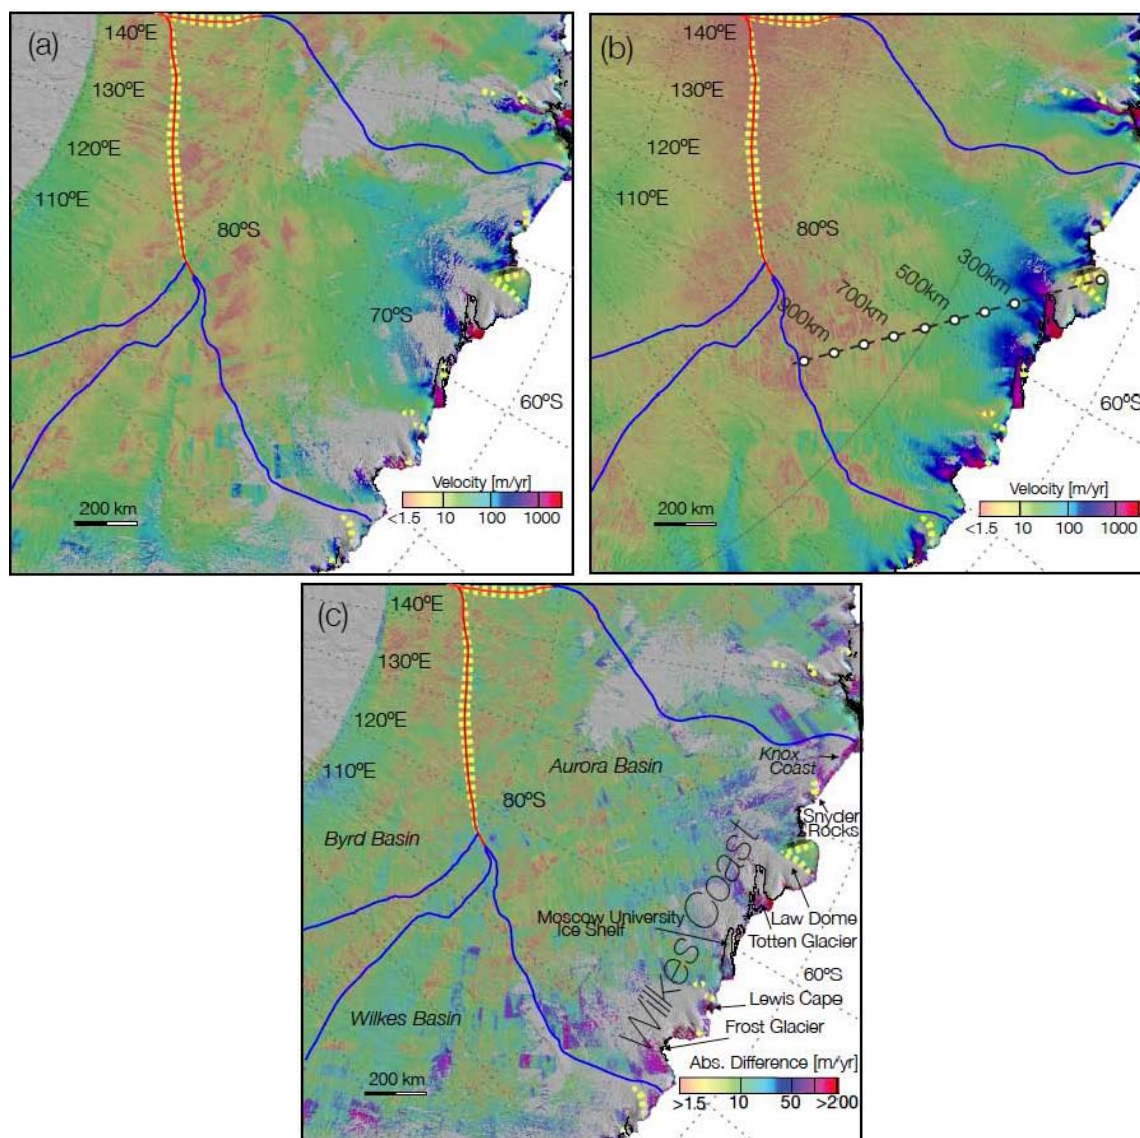 (a)
140ºE
130ºE
120ºE
110ºE
80ºS
70ºS
60ºS
Velocity [m/yr]
<1.5 10 100 1000
200 km
(b)
140ºE
130ºE
120ºE
110ºE
80ºS
300km
500km
700km
900km
60ºS
Velocity [m/yr]
<1.5 10 100 1000
200 km
(c)
140ºE
130ºE
120ºE
110ºE
80ºS
Aurora Basin
Knox
Coast
Snyder
Rocks
Byrd Basin
Wilkes Coast
Moscow University
Ice Shelf
Law Dome
Totten Glacier
60ºS
Lewis Cape
Wilkes Basin
Frost Glacier
Abs. Difference [m/yr]
>1.5 10 50 >200
200 km